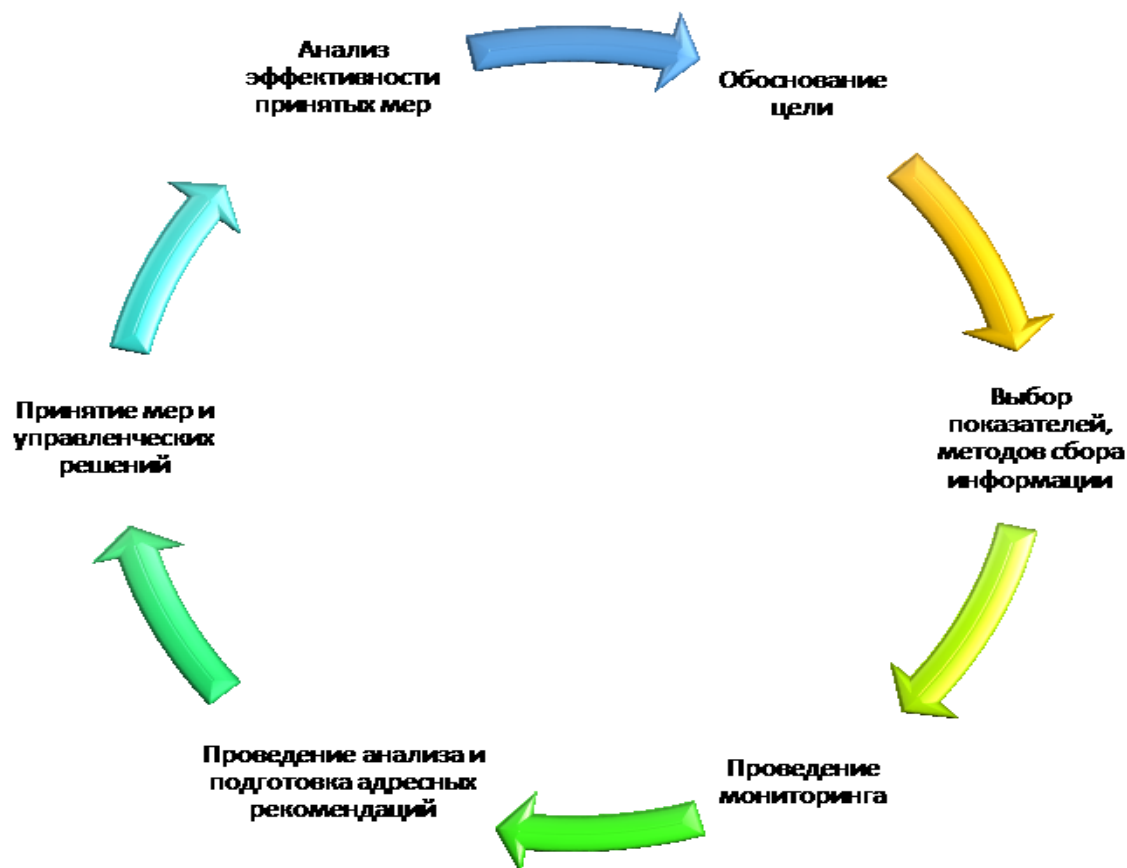 Анализ
эффективности
принятых мер
Обоснование
цели
Выбор
показателей,
методов сбора
информации
Проведение
мониторинга
Проведение анализа и
подготовка адресных
рекомендаций
Принятие мер и
управленческих
решений